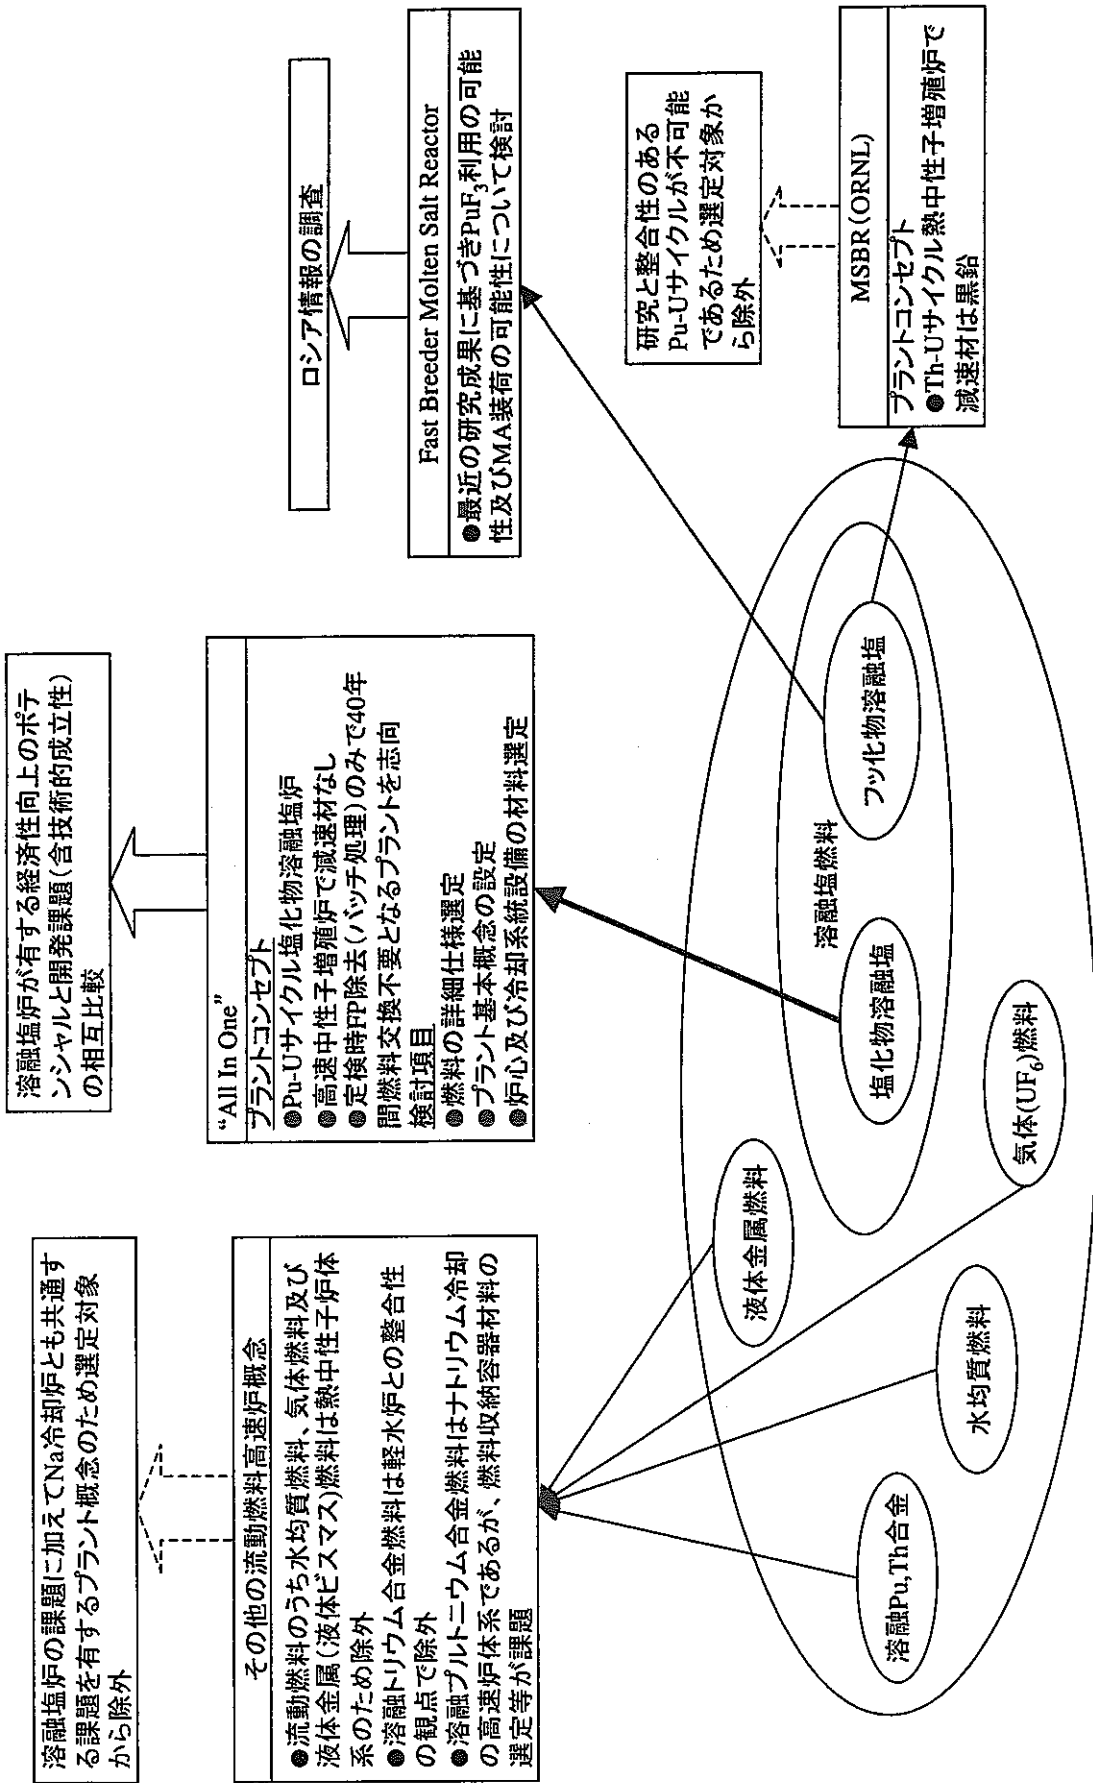 溶融塩炉の課題に加えてNa冷却炉とも共通す
る課題を有するプラント概念のため選定対象
から除外
その他の流動燃料高速炉概念
●流動燃料のうち水均質燃料、気体燃料及び
液体金属(液体ビスマス)燃料は熱中性子炉体
系のため除外
●溶融トリウム合金燃料は軽水炉との整合性
の観点で除外
●溶融プルトニウム合金燃料はナトリウム冷却
の高速炉体系であるが、燃料収納容器材料の
選定等が課題
溶融塩炉が有する経済性向上のポテ
ンシャルと開発課題(含技術的成立性)
の相互比較
“All In One”
プラントコンセプト
●Pu-Uサイクル塩化物溶融塩炉
●高速中性子増殖炉で減速材なし
●定検時FP除去(バッチ処理)のみで40年
間燃料交換不要となるプラントを志向
検討項目
●燃料の詳細仕様選定
●プラント基本概念の設定
●炉心及び冷却系統設備の材料選定
ロシア情報の調査
Fast Breeder Molten Salt Reactor
●最近の研究成果に基づきPuF₃利用の可能
性及びMA装荷の可能性について検討
研究と整合性のある
Pu-Uサイクルが不可能
であるため選定対象か
ら除外
MSBR(ORNL)
プラントコンセプト
●Th-Uサイクル熱中性子増殖炉で
減速材は黒鉛
溶融Pu,Th合金
水均質燃料
液体金属燃料
気体(UF₆)燃料
溶融塩燃料
塩化物溶融塩
フッ化物溶融塩